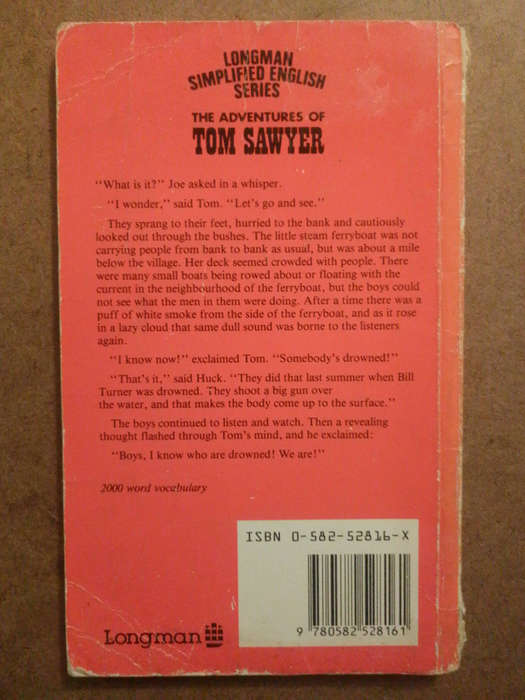 LONGMAN
SIMPLIFIED ENGLISH
SERIES
THE ADVENTURES OF
TOM SAWYER
"What is it?" Joe asked in a whisper.
"I wonder," said Tom. "Let's go and see."
They sprang to their feet, hurried to the bank and cautiously
looked out through the bushes. The little steam ferryboat was not
carrying people from bank to bank as usual, but was about a mile
below the village. Her deck seemed crowded with people. There
were many small boats being rowed about or floating with the
current in the neighbourhood of the ferryboat, but the boys could
not see what the men in them were doing. After a time there was a
puff of white smoke from the side of the ferryboat, and as it rose
in a lazy cloud that same dull sound was borne to the listeners
again.
"I know now!" exclaimed Tom. "Somebody's drowned!"
"That's it," said Huck. "They did that last summer when Bill
Turner was drowned. They shoot a big gun over
the water, and that makes the body come up to the surface."
The boys continued to listen and watch. Then a revealing
thought flashed through Tom's mind, and he exclaimed:
"Boys, I know who are drowned! We are!"
2000 word vocabulary
ISBN 0-582-52816-X
9 780582 528161
Longman